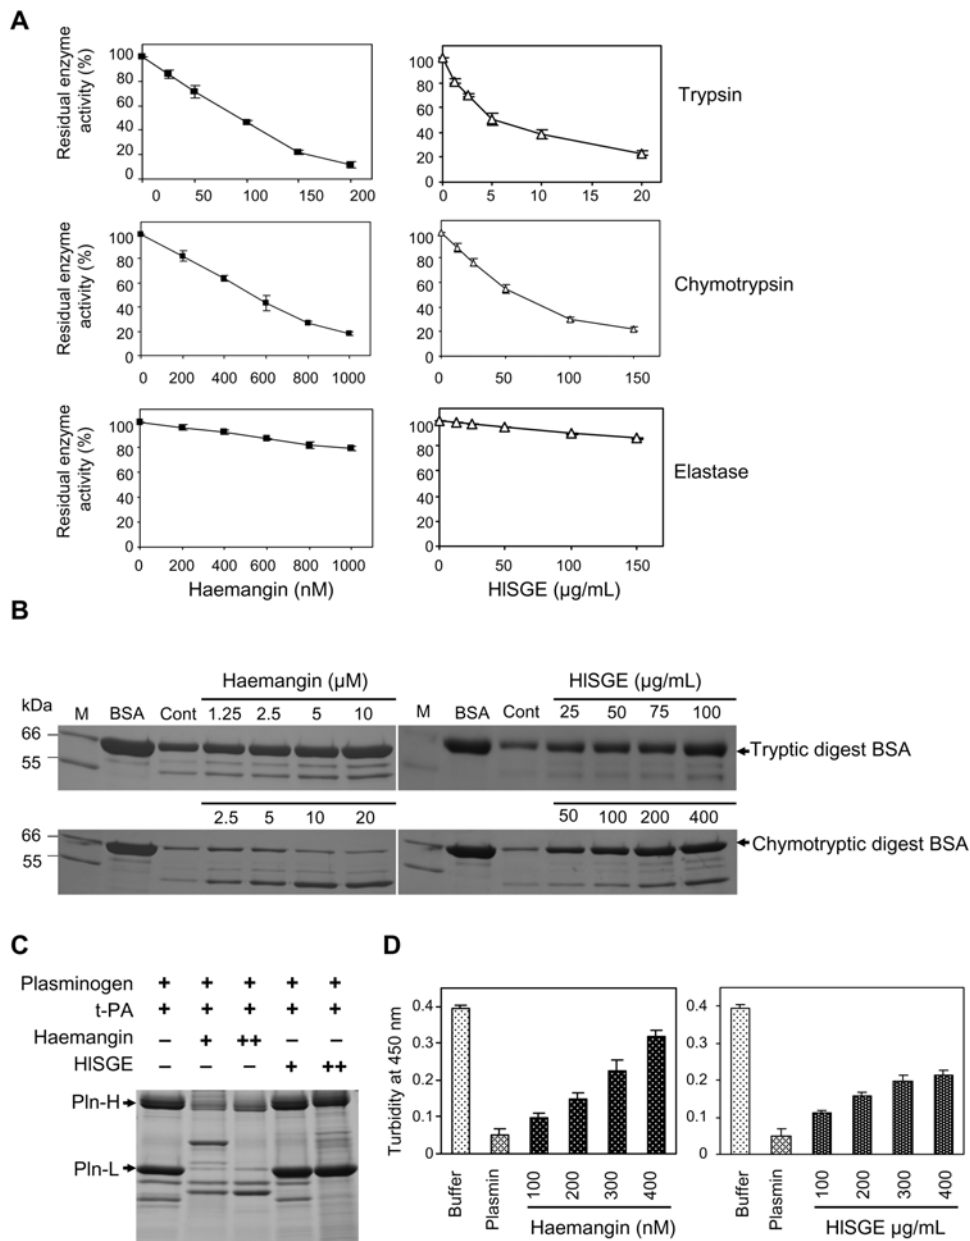 A
Residual enzyme
activity (%)
100
80
60
40
20
0
0 50 100 150 200
100
80
60
40
20
0
0 5 10 15 20
Trypsin
Residual enzyme
activity (%)
100
80
60
40
20
0
0 200 400 600 800 1000
100
80
60
40
20
0
0 50 100 150
Chymotrypsin
Residual enzyme
activity (%)
100
80
60
40
20
0
0 200 400 600 800 1000
Haemangin (nM)
100
80
60
40
20
0
0 50 100 150
HlSGE (µg/mL)
Elastase
B
Haemangin (µM) HlSGE (µg/mL)
kDa M BSA Cont 1.25 2.5 5 10 M BSA Cont 25 50 75 100
66
55
Tryptic digest BSA
2.5 5 10 20 50 100 200 400
66
55
Chymotryptic digest BSA
C
Plasminogen + + + + +
t-PA + + + + +
Haemangin – + ++ – –
HlSGE – – – + ++
Pln-H
Pln-L
D
Turbidity at 450 nm
0.4
0.3
0.2
0.1
0
Buffer Plasmin 100 200 300 400
Haemangin (nM)
0.4
0.3
0.2
0.1
0
Buffer Plasmin 100 200 300 400
HlSGE µg/mL